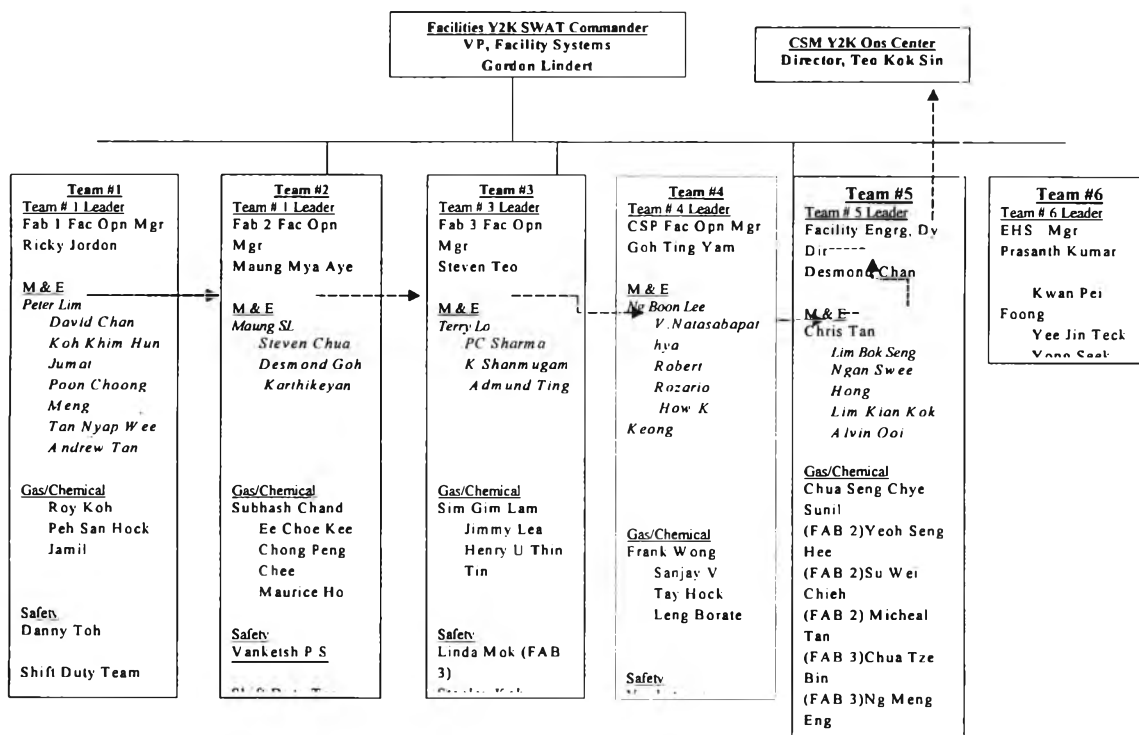 Facilities Y2K SWAT Commander
VP, Facility Systems
Gordon Lindert
CSM Y2K Ops Center
Director, Teo Kok Sin
Team #1
Team # 1 Leader
Fab 1 Fac Opn Mgr
Ricky Jordon
M & E
Peter Lim
David Chan
Koh Khim Hun
Jumat
Poon Choong
Meng
Tan Nyap Wee
Andrew Tan
Gas/Chemical
Roy Koh
Peh San Hock
Jamil
Safety
Danny Toh
Shift Duty Team
Team #2
Team # 1 Leader
Fab 2 Fac Opn
Mgr
Maung Mya Aye
M & E
Maung SL
Steven Chua
Desmond Goh
Karthikeyan
Gas/Chemical
Subhash Chand
Ee Choe Kee
Chong Peng
Chee
Maurice Ho
Safety
Vanketsh P S
Team #3
Team # 3 Leader
Fab 3 Fac Opn
Mgr
Steven Teo
M & E
Terry Lo
PC Sharma
K Shanmugam
Admund Ting
Gas/Chemical
Sim Gim Lam
Jimmy Lea
Henry U Thin
Tin
Safety
Linda Mok (FAB
3)
Team #4
Team # 4 Leader
CSP Fac Opn Mgr
Goh Ting Yam
M & E
Ng Boon Lee
V.Natasabapat
hya
Robert
Rozario
How K
Keong
Gas/Chemical
Frank Wong
Sanjay V
Tay Hock
Leng Borate
Safety
Team #5
Team # 5 Leader
Facility Engrg, Dy
Dir
Desmond Chan
M & E
Chris Tan
Lim Bok Seng
Ngan Swee
Hong
Lim Kian Kok
Alvin Ooi
Gas/Chemical
Chua Seng Chye
Sunil
(FAB 2)Yeoh Seng
Hee
(FAB 2)Su Wei
Chieh
(FAB 2) Micheal
Tan
(FAB 3)Chua Tze
Bin
(FAB 3)Ng Meng
Eng
Team #6
Team # 6 Leader
EHS Mgr
Prasanth Kumar
Kwan Pei
Foong
Yee Jin Teck